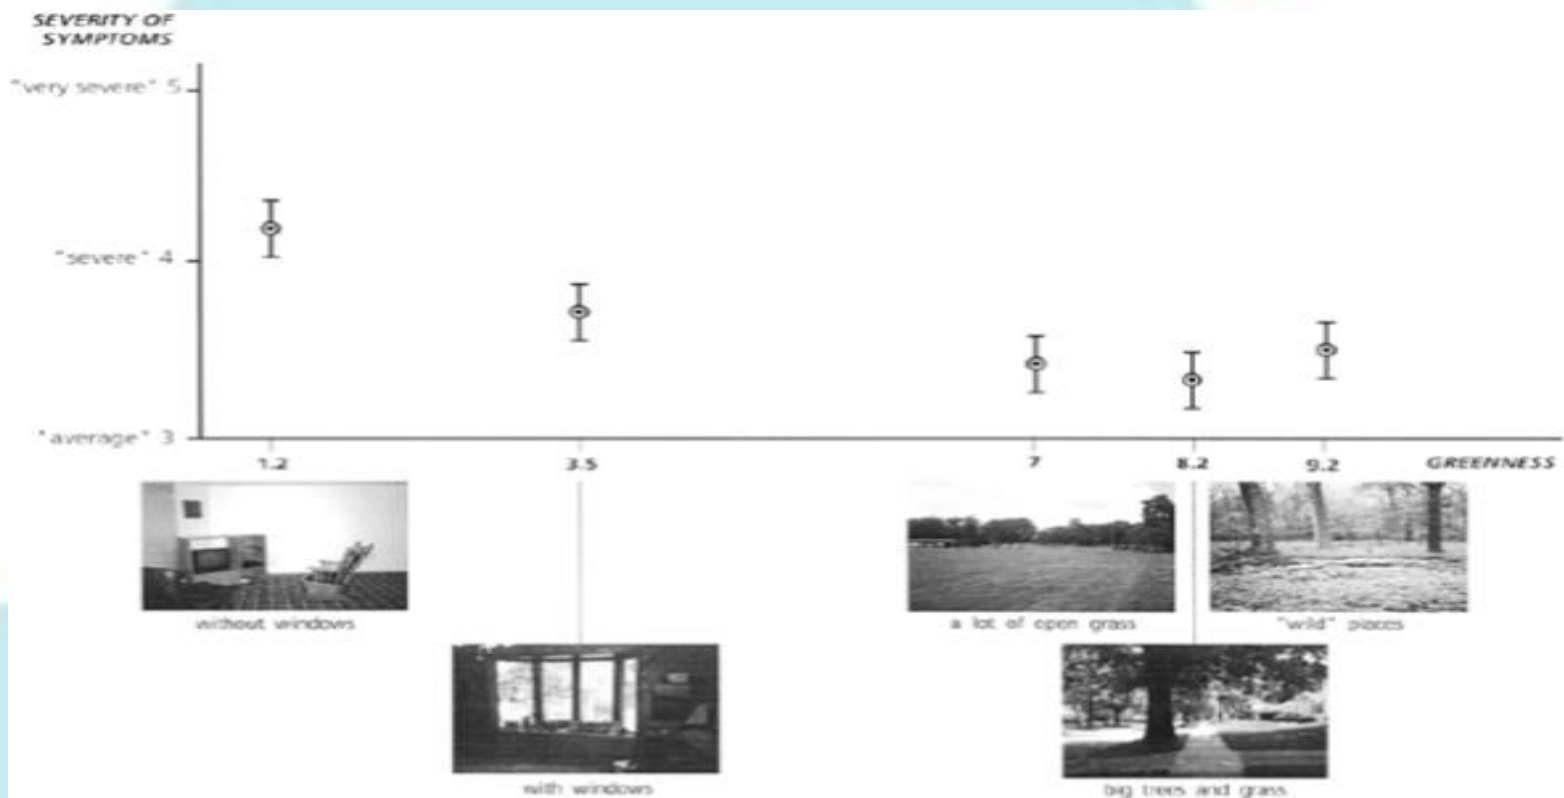 SEVERITY OF
SYMPTOMS
"very severe" 5
"severe" 4
"average" 3
1.2 3.5 7 8.2 9.2 GREENNESS
without windows a lot of open grass "wild" places
with windows big trees and grass